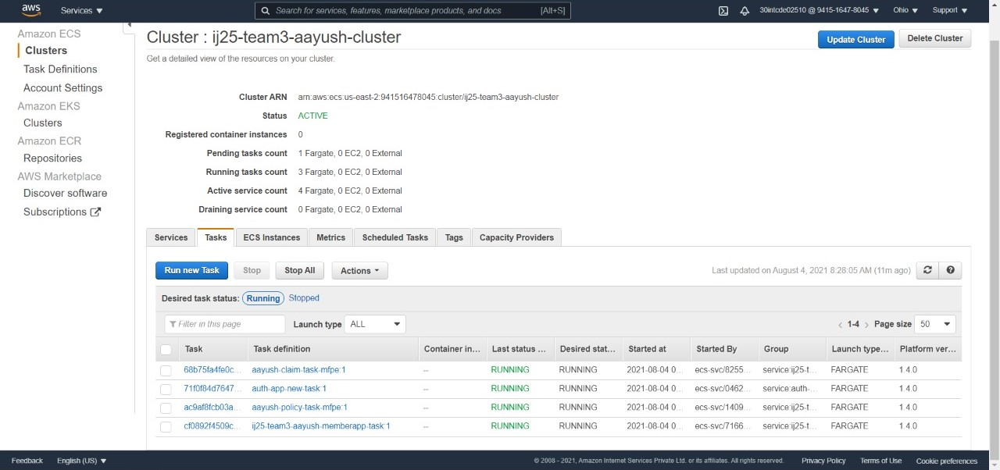 aws Services Search for services, features, marketplace products, and docs [Alt+S] 30intcde02510 @ 9415-1647-8045 Ohio Support
Amazon ECS
Clusters
Task Definitions
Account Settings
Amazon EKS
Clusters
Amazon ECR
Repositories
AWS Marketplace
Discover software
Subscriptions
Cluster : ij25-team3-aayush-cluster
Update Cluster Delete Cluster
Get a detailed view of the resources on your cluster.
Cluster ARN arn:aws:ecs:us-east-2:941516478045:cluster/ij25-team3-aayush-cluster
Status ACTIVE
Registered container instances 0
Pending tasks count 1 Fargate, 0 EC2, 0 External
Running tasks count 3 Fargate, 0 EC2, 0 External
Active service count 4 Fargate, 0 EC2, 0 External
Draining service count 0 Fargate, 0 EC2, 0 External
Services Tasks ECS Instances Metrics Scheduled Tasks Tags Capacity Providers
Run new Task Stop Stop All Actions Last updated on August 4, 2021 8:28:05 AM (11m ago)
Desired task status: Running Stopped
Filter in this page Launch type ALL < 1-4 > Page size 50
Task Task definition Container in... Last status ... Desired stat... Started at Started By Group Launch type... Platform ver...
68b75fa4fe0c... aayush-claim-task-mfpe:1 -- RUNNING RUNNING 2021-08-04 0... ecs-svc/8255... service:ij25-t... FARGATE 1.4.0
71f0f84d7647... auth-app-new-task:1 -- RUNNING RUNNING 2021-08-04 0... ecs-svc/0462... service:auth-... FARGATE 1.4.0
ac9af8fcb03a... aayush-policy-task-mfpe:1 -- RUNNING RUNNING 2021-08-04 0... ecs-svc/1409... service:ij25-t... FARGATE 1.4.0
cf0892f4509c... ij25-team3-aayush-memberapp-task:1 -- RUNNING RUNNING 2021-08-04 0... ecs-svc/7166... service:ij25-t... FARGATE 1.4.0
Feedback English (US) © 2008 - 2021, Amazon Internet Services Private Ltd. or its affiliates. All rights reserved. Privacy Policy Terms of Use Cookie preferences